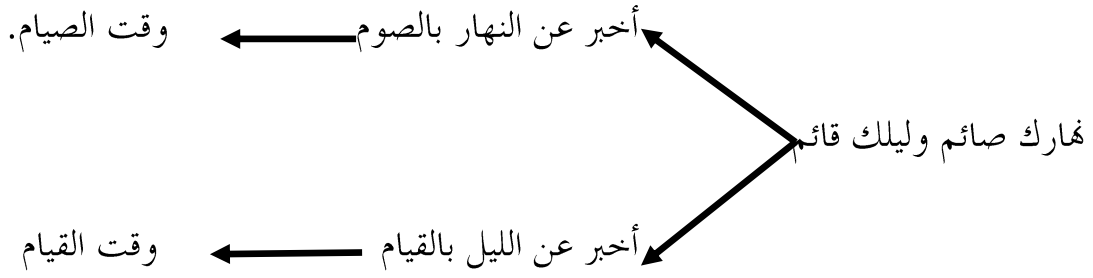 أخبر عن النهار بالصوم
وقت الصيام.
نهارك صائم وليلك قائم
أخبر عن الليل بالقيام
وقت القيام